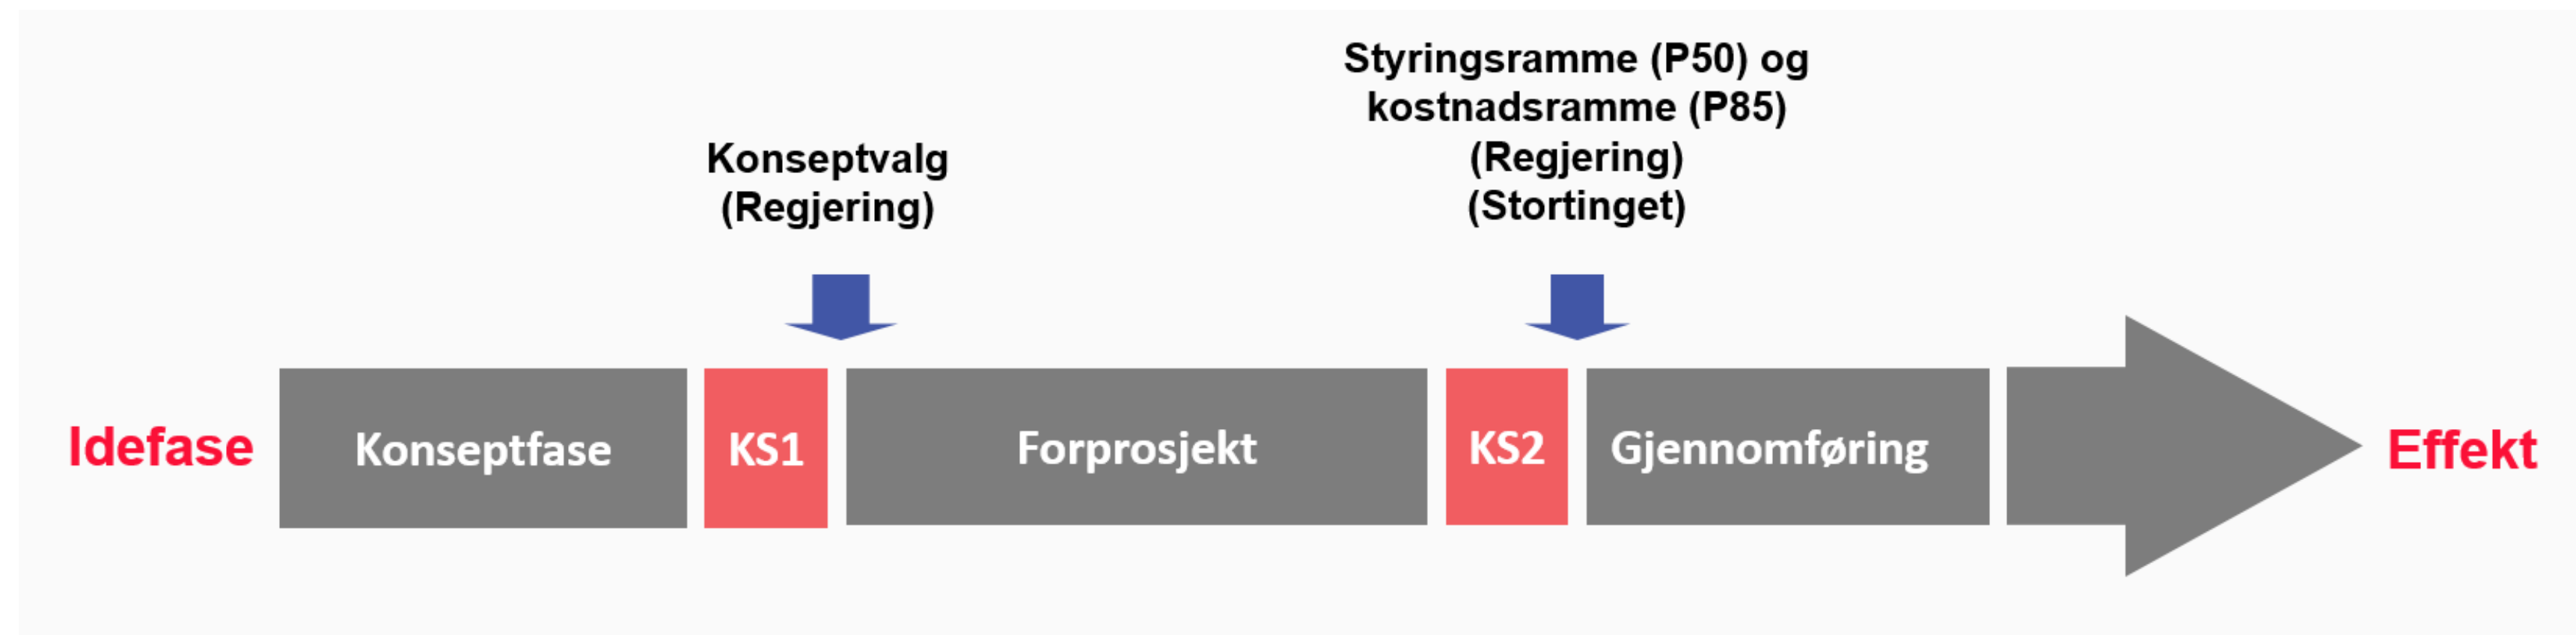 Styringsramme (P50) og
kostnadsramme (P85)
(Regjering)
(Stortinget)
Konseptvalg
(Regjering)
Idefase
Konseptfase
KS1
Forprosjekt
KS2
Gjennomføring
Effekt